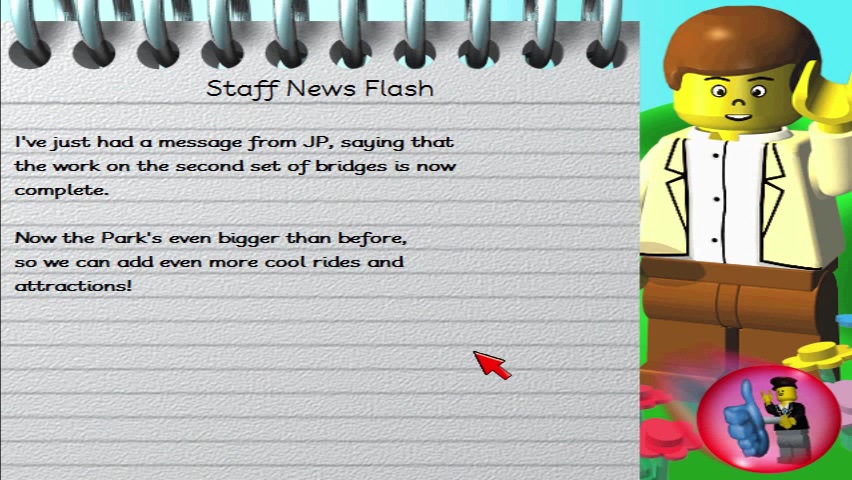 Staff News Flash
I've just had a message from JP, saying that
the work on the second set of bridges is now
complete.
Now the Park's even bigger than before,
so we can add even more cool rides and
attractions!